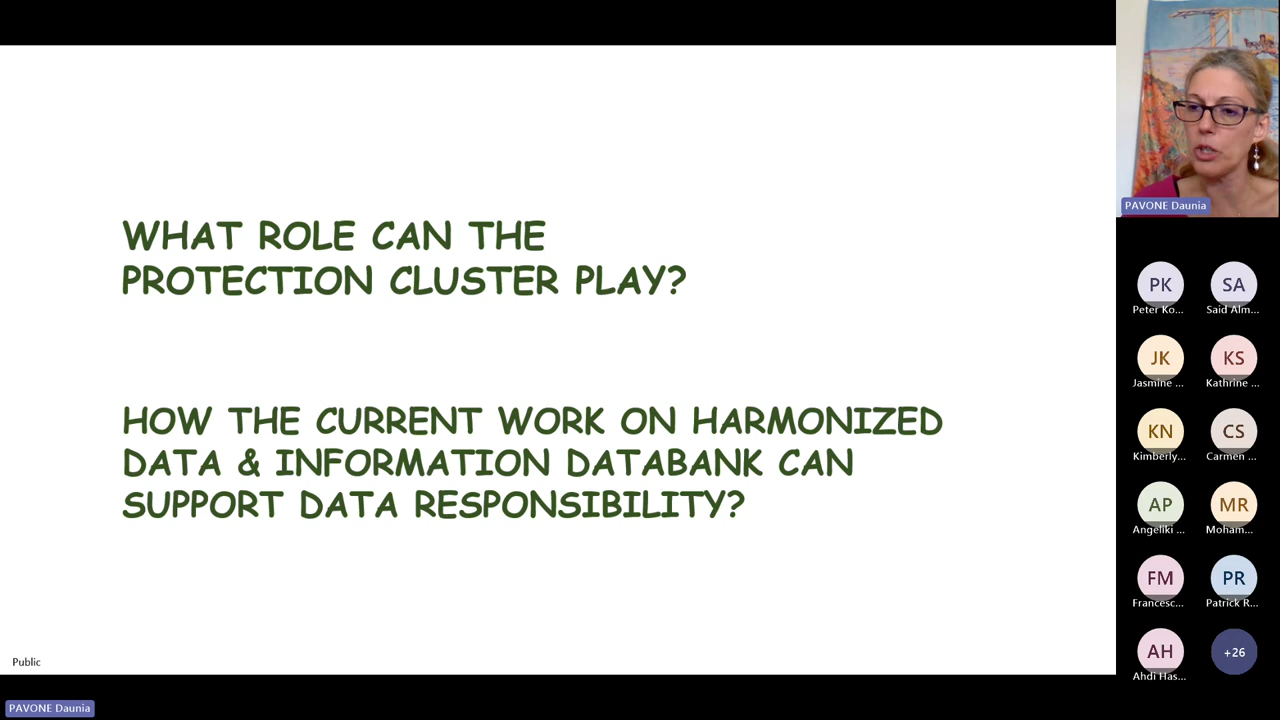 WHAT ROLE CAN THE
PROTECTION CLUSTER PLAY?
HOW THE CURRENT WORK ON HARMONIZED
DATA & INFORMATION DATABANK CAN
SUPPORT DATA RESPONSIBILITY?
Public
PAVONE Daunia
PAVONE Daunia
PK SA
Peter Ko... Said Alm...
JK KS
Jasmine ... Kathrine ...
KN CS
Kimberly... Carmen ...
AP MR
Angeliki ... Moham...
FM PR
Francesc... Patrick R...
AH +26
Ahdi Has...